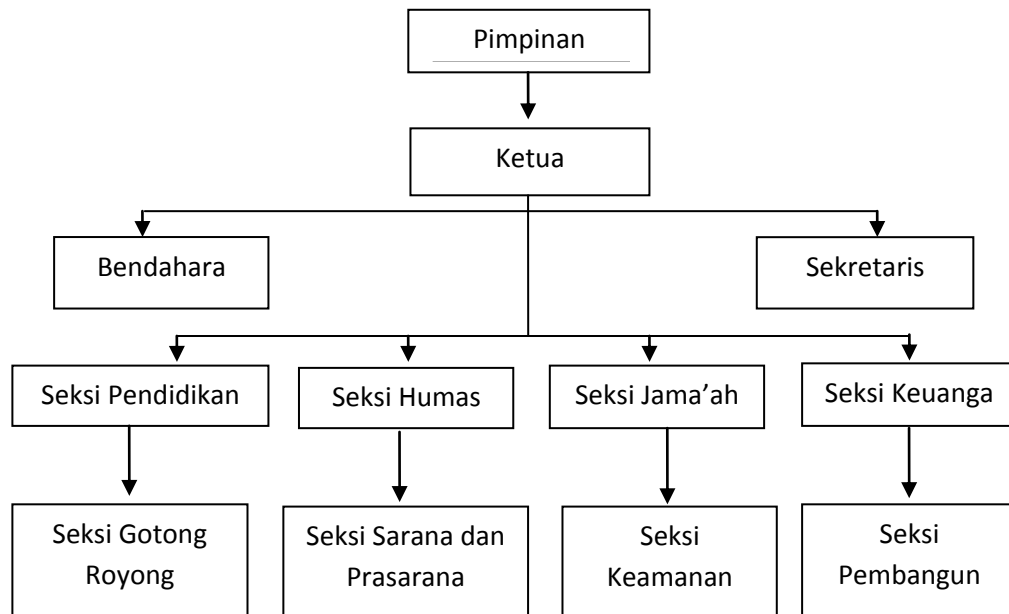 Pimpinan
Ketua
Bendahara
Sekretaris
Seksi Pendidikan
Seksi Humas
Seksi Jama’ah
Seksi Keuanga
Seksi Gotong
Royong
Seksi Sarana dan
Prasarana
Seksi
Keamanan
Seksi
Pembangun